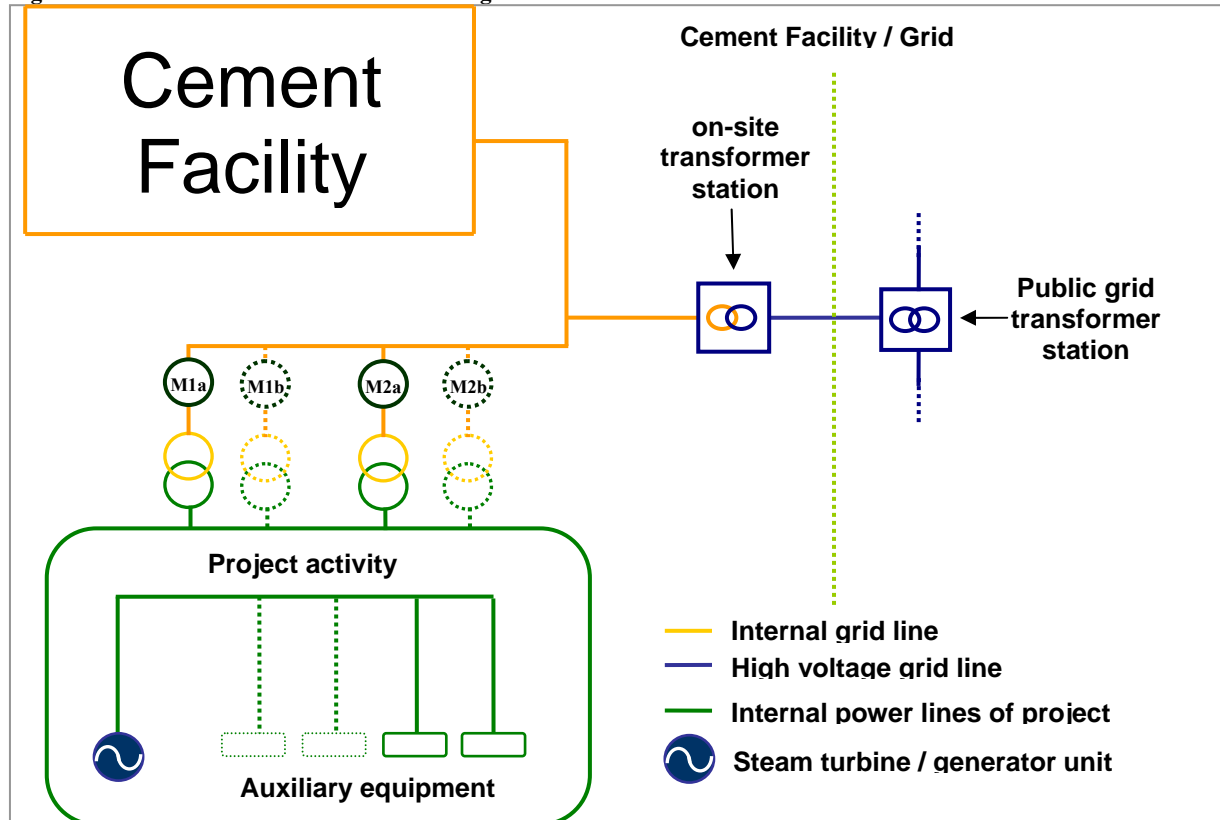 Cement
Facility
Cement Facility / Grid
on-site
transformer
station
Public grid
transformer
station
M1a
M1b
M2a
M2b
Project activity
Auxiliary equipment
Internal grid line
High voltage grid line
Internal power lines of project
Steam turbine / generator unit